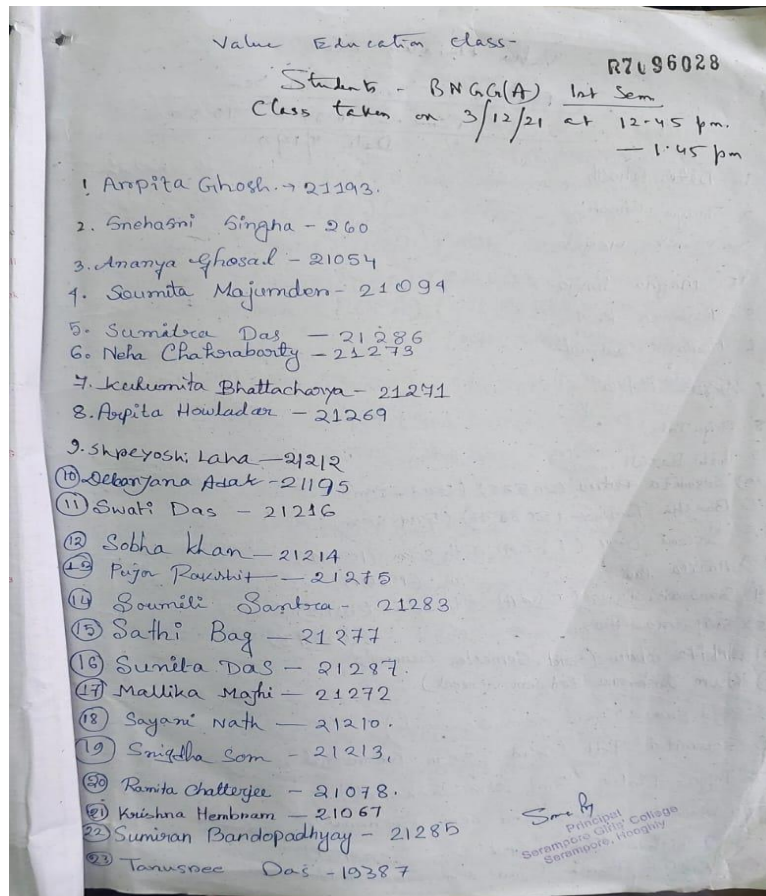 Value Education class-
R7U96028
Students - BNGG(A) Ist Sem
Class taken on 3/12/21 at 12.45 pm.
— 1.45 pm
1 Arpita Ghosh. → 21193.
2. Snehasni Singha - 260
3. Ananya Ghosal - 21054
4. Soumita Majumder - 21094
5. Sumitra Das - 21286
6. Neha Chakraborty - 21273
7. Kuhumita Bhattacharya - 21271
8. Arpita Howladar - 21269
9. Shreyoshi Laha - 21212
10 Debanjana Adak - 21195
11 Swati Das - 21216
12 Sobha Khan - 21214
13 Puja Rakshit - 21275
14 Soumili Santra - 21283
15 Sathi Bag - 21277
16 Sunita Das - 21287.
17 Mallika Majhi - 21272
18 Sayani Nath - 21210.
19 Snigdha Som - 21213,
20 Ramita Chatterjee - 21078.
21 Krishna Hembram - 21067
22 Sumiran Bandopadhyay - 21285
23 Tanusree Das - 19387
Principal
Serampore Girls' College
Serampore, Hooghly